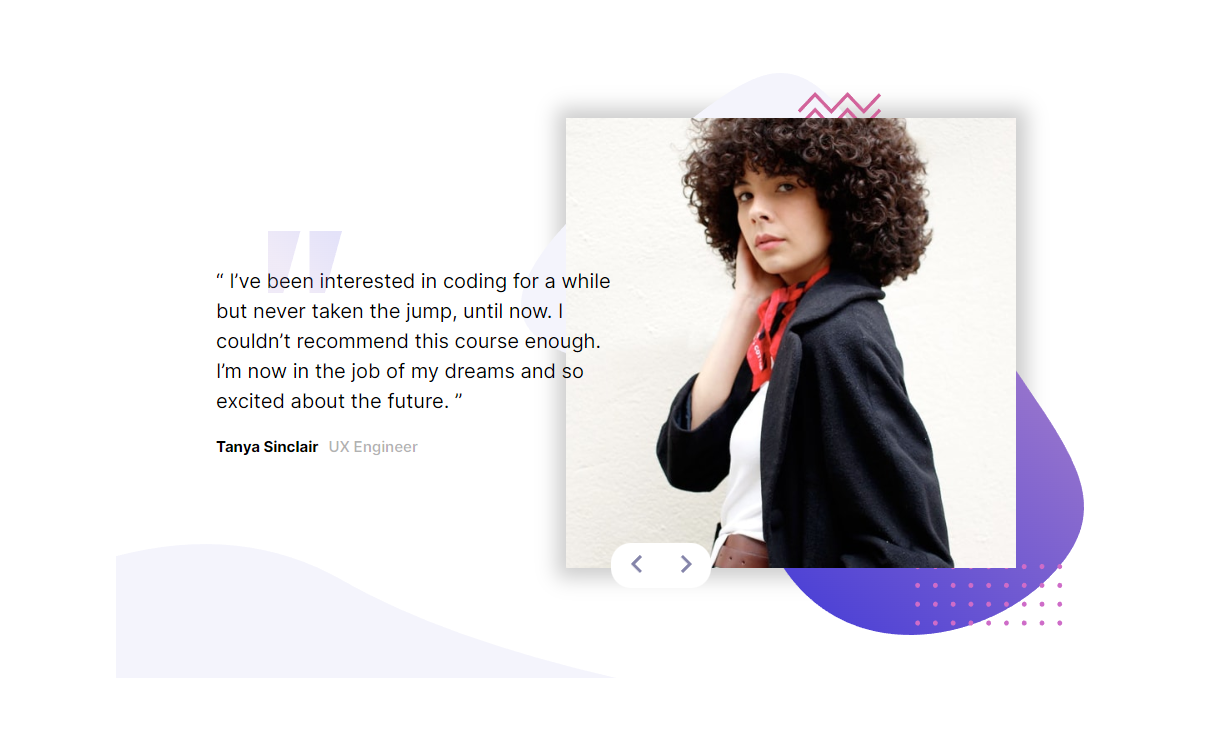 “ I’ve been interested in coding for a while
but never taken the jump, until now. I
couldn’t recommend this course enough.
I’m now in the job of my dreams and so
excited about the future. ”
Tanya Sinclair UX Engineer